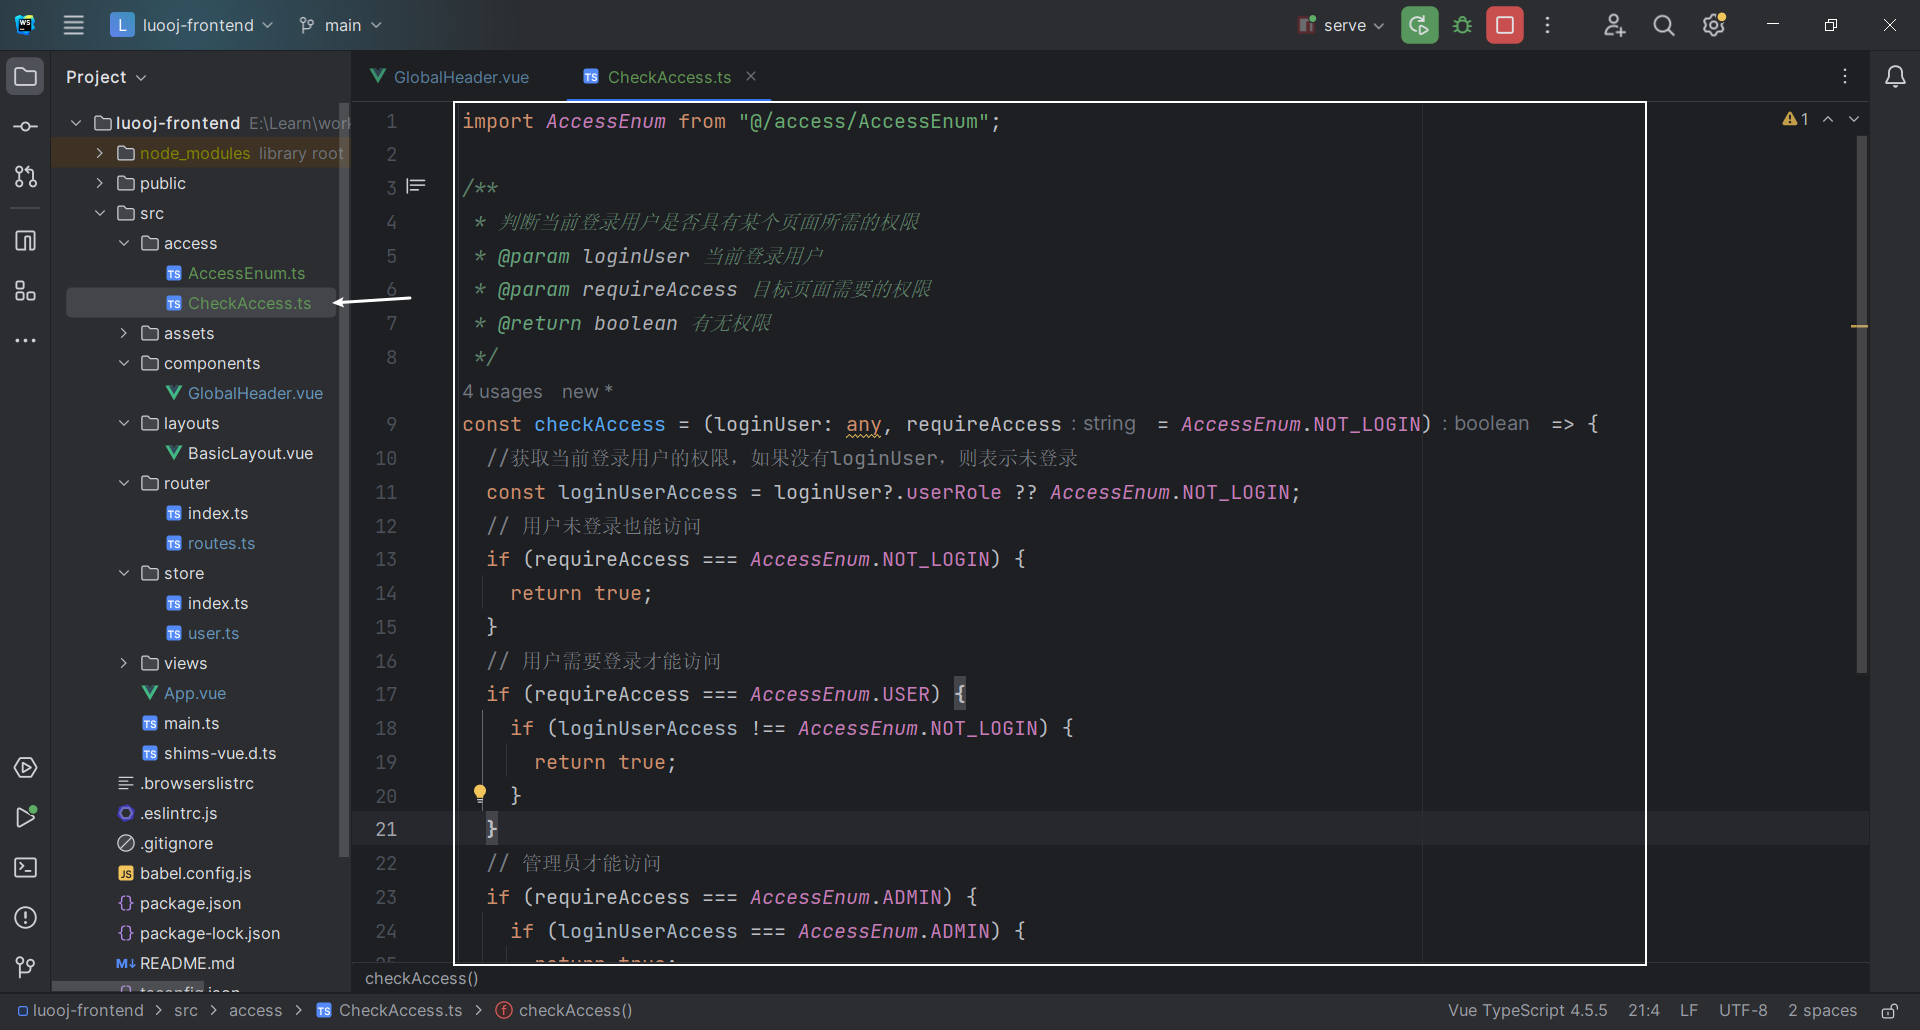 WS
L luooj-frontend
main
serve
Project
GlobalHeader.vue
TS CheckAccess.ts
luooj-frontend E:\Learn\work
node_modules library root
public
src
access
TS AccessEnum.ts
TS CheckAccess.ts
assets
components
GlobalHeader.vue
layouts
BasicLayout.vue
router
TS index.ts
TS routes.ts
store
TS index.ts
TS user.ts
views
App.vue
TS main.ts
TS shims-vue.d.ts
.browserslistrc
.eslintrc.js
.gitignore
JS babel.config.js
{} package.json
{} package-lock.json
M↓ README.md
{} tsconfig.json
1 import AccessEnum from "@/access/AccessEnum";
2
3 /**
4 * 判断当前登录用户是否具有某个页面所需的权限
5 * @param loginUser 当前登录用户
6 * @param requireAccess 目标页面需要的权限
7 * @return boolean 有无权限
8 */
4 usages new *
9 const checkAccess = (loginUser: any, requireAccess : string = AccessEnum.NOT_LOGIN) : boolean => {
10 //获取当前登录用户的权限，如果没有loginUser，则表示未登录
11 const loginUserAccess = loginUser?.userRole ?? AccessEnum.NOT_LOGIN;
12 // 用户未登录也能访问
13 if (requireAccess === AccessEnum.NOT_LOGIN) {
14 return true;
15 }
16 // 用户需要登录才能访问
17 if (requireAccess === AccessEnum.USER) {
18 if (loginUserAccess !== AccessEnum.NOT_LOGIN) {
19 return true;
20 }
21 }
22 // 管理员才能访问
23 if (requireAccess === AccessEnum.ADMIN) {
24 if (loginUserAccess === AccessEnum.ADMIN) {
25 return true;
1
checkAccess()
luooj-frontend > src > access > TS CheckAccess.ts > f checkAccess()
Vue TypeScript 4.5.5 21:4 LF UTF-8 2 spaces